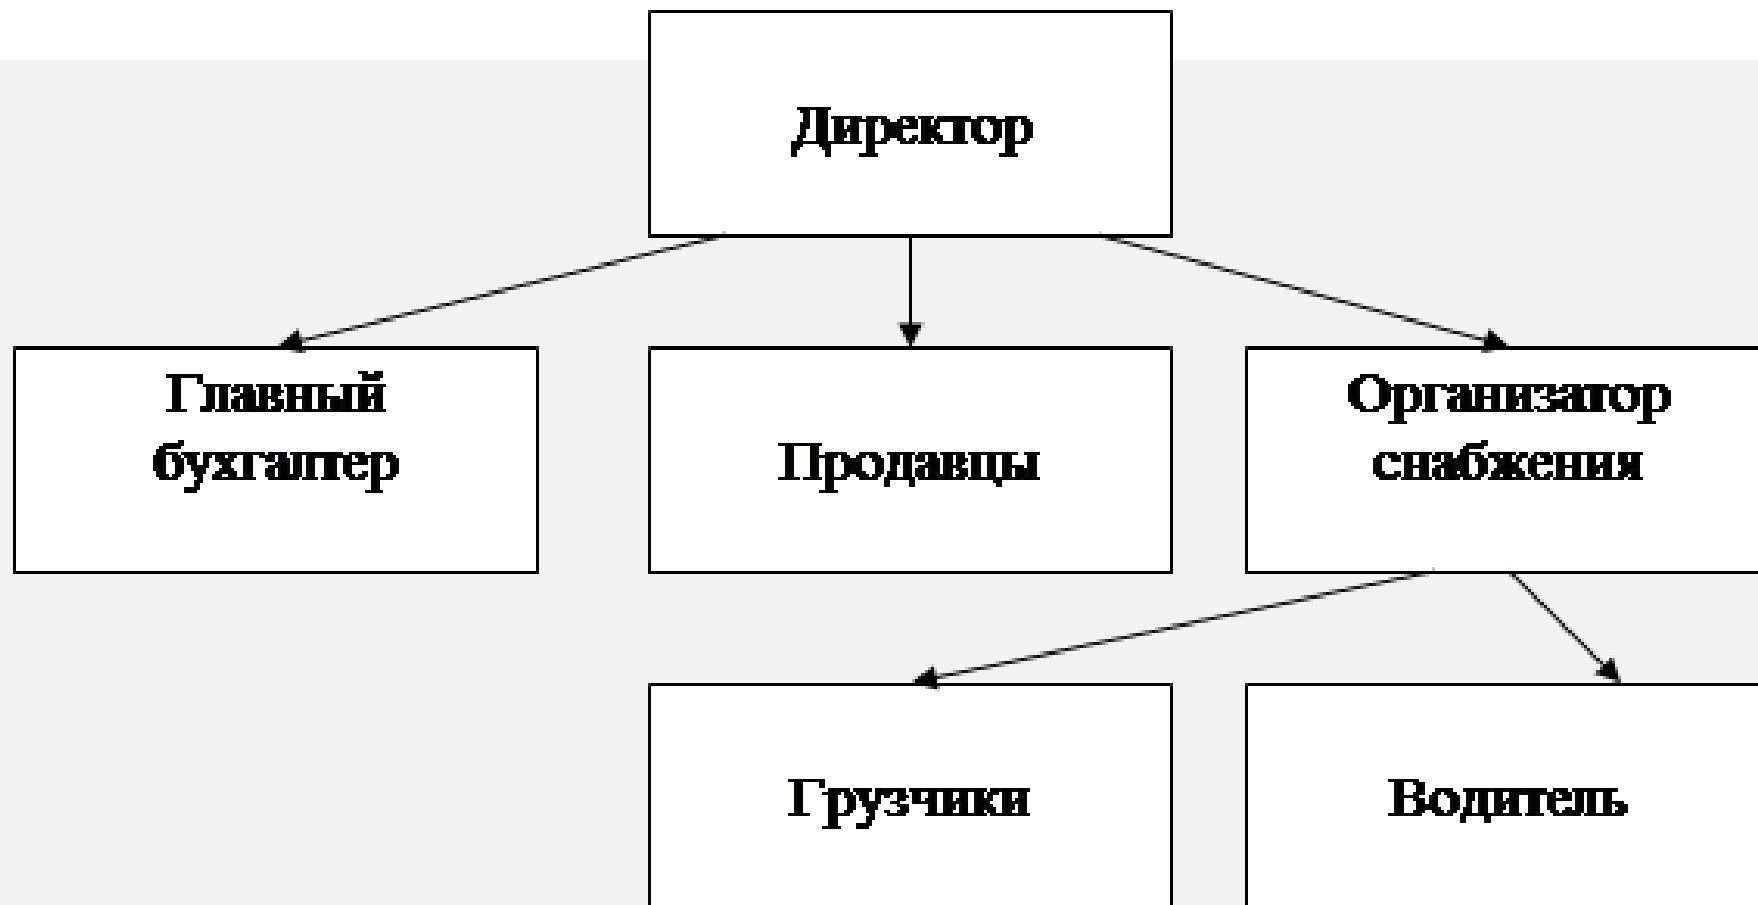 Директор
Главный
бухгалтер
Продавцы
Организатор
снабжения
Грузчики
Водитель